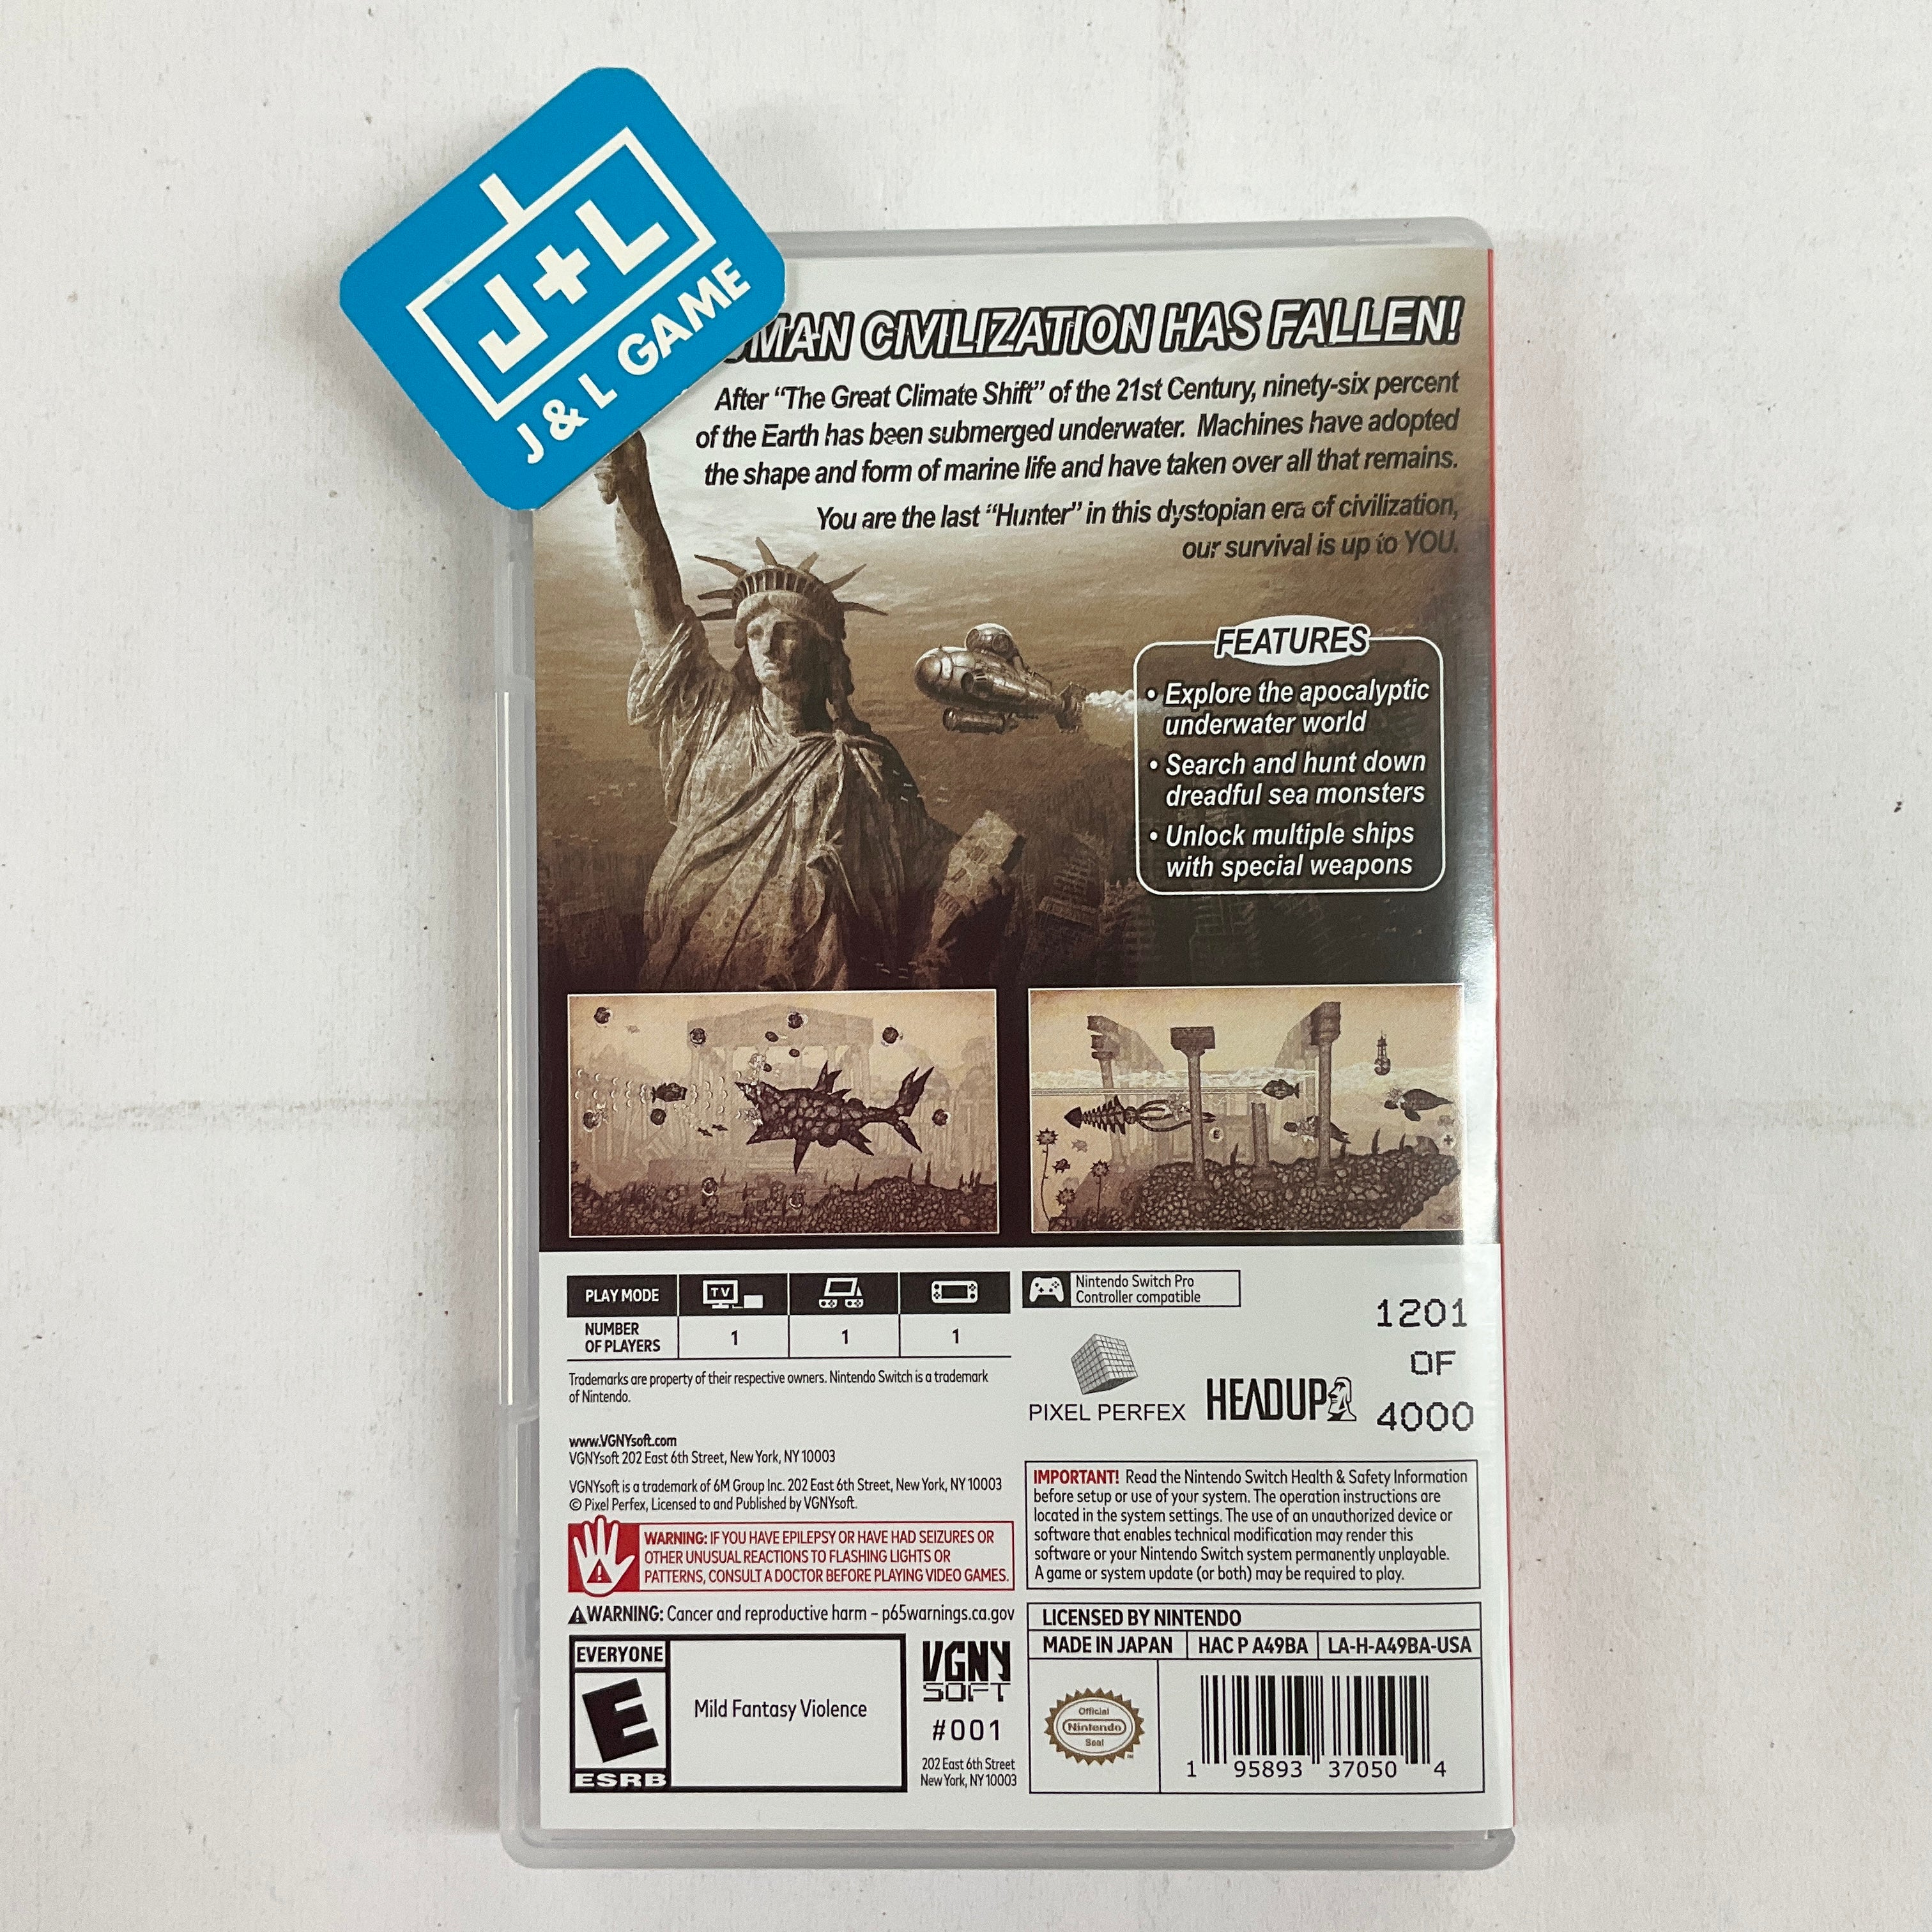 J+L
J & L GAME
CIVILIZATION HAS FALLEN!
After “The Great Climate Shift” of the 21st Century, ninety-six percent
of the Earth has been submerged underwater. Machines have adopted
the shape and form of marine life and have taken over all that remains.
You are the last “Hunter” in this dystopian era of civilization,
our survival is up to YOU.
FEATURES
• Explore the apocalyptic
underwater world
• Search and hunt down
dreadful sea monsters
• Unlock multiple ships
with special weapons
PLAY MODE
TV
NUMBER
OF PLAYERS
1
1
1
Nintendo Switch Pro
Controller compatible
1201
OF
4000
PIXEL PERFEX
HEADUP
Trademarks are property of their respective owners. Nintendo Switch is a trademark
of Nintendo.
www.VGNYsoft.com
VGNYsoft 202 East 6th Street, New York, NY 10003
VGNYsoft is a trademark of 6M Group Inc. 202 East 6th Street, New York, NY 10003
© Pixel Perfex, Licensed to and Published by VGNYsoft.
WARNING: IF YOU HAVE EPILEPSY OR HAVE HAD SEIZURES OR
OTHER UNUSUAL REACTIONS TO FLASHING LIGHTS OR
PATTERNS, CONSULT A DOCTOR BEFORE PLAYING VIDEO GAMES.
WARNING: Cancer and reproductive harm – p65warnings.ca.gov
IMPORTANT! Read the Nintendo Switch Health & Safety Information
before setup or use of your system. The operation instructions are
located in the system settings. The use of an unauthorized device or
software that enables technical modification may render this
software or your Nintendo Switch system permanently unplayable.
A game or system update (or both) may be required to play.
EVERYONE
E
ESRB
Mild Fantasy Violence
VGNY
SOFT
#001
202 East 6th Street
New York, NY 10003
LICENSED BY NINTENDO
MADE IN JAPAN
HAC P A49BA
LA-H-A49BA-USA
Official
Nintendo
Seal
1 95893 37050 4